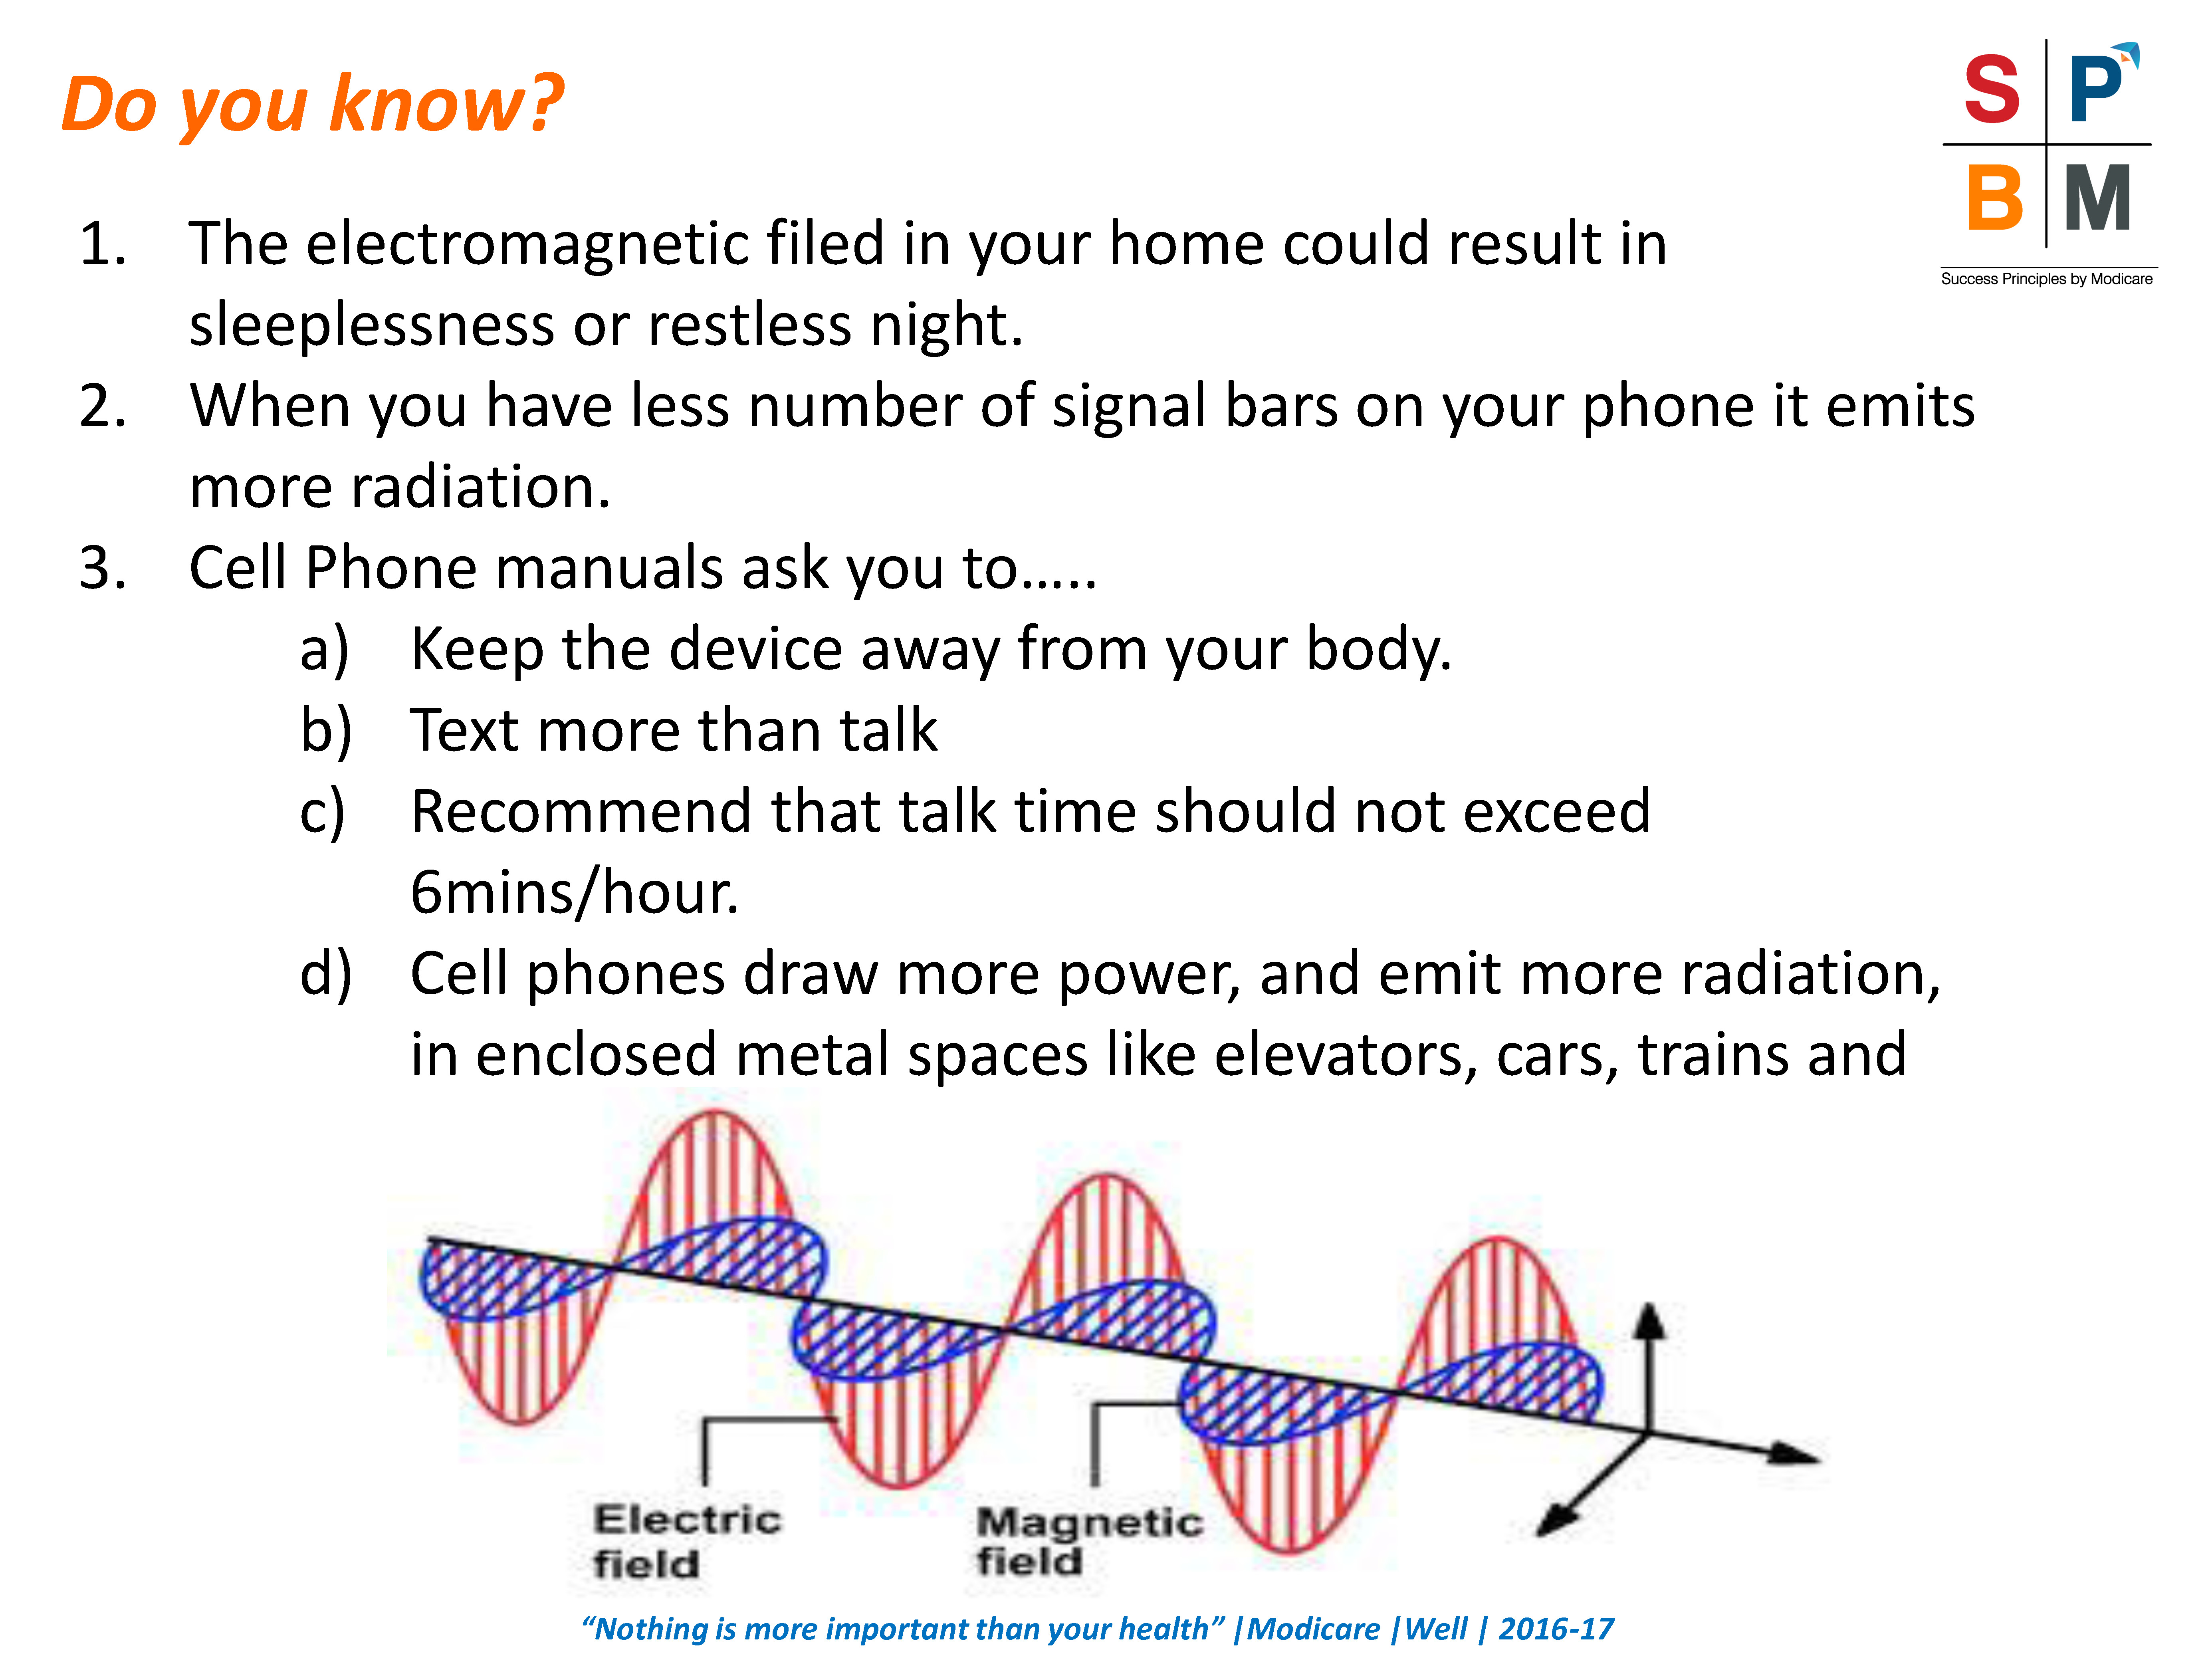 Do you know?
S P
B M
Success Principles by Modicare
1. The electromagnetic filed in your home could result in
sleeplessness or restless night.
2. When you have less number of signal bars on your phone it emits
more radiation.
3. Cell Phone manuals ask you to…..
a) Keep the device away from your body.
b) Text more than talk
c) Recommend that talk time should not exceed
6mins/hour.
d) Cell phones draw more power, and emit more radiation,
in enclosed metal spaces like elevators, cars, trains and
Electric
field
Magnetic
field
“Nothing is more important than your health” |Modicare |Well | 2016-17